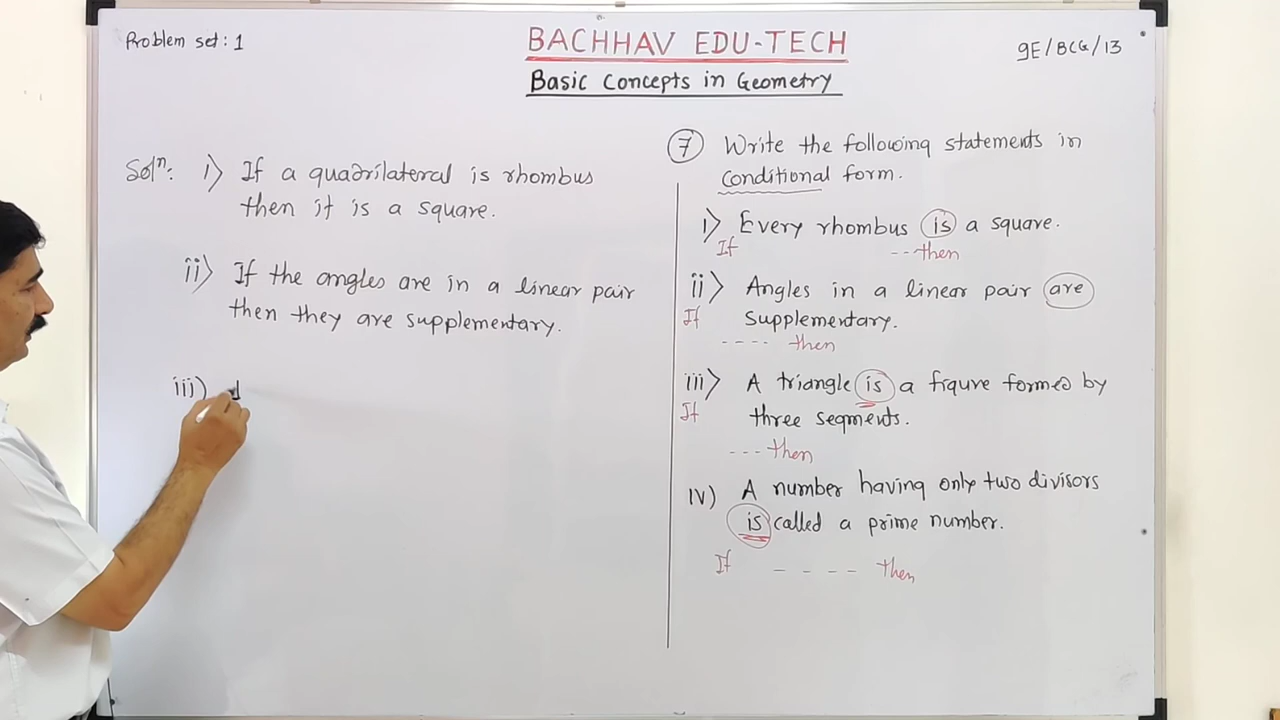 Problem set: 1
BACHHAV EDU-TECH
9E/BCG/13
Basic Concepts in Geometry
Solⁿ: i) If a quadrilateral is rhombus
then it is a square.
ii) If the angles are in a linear pair
then they are supplementary.
iii)
7 Write the following statements in
conditional form.
i) Every rhombus is a square.
If ---then
ii) Angles in a linear pair are
If Supplementary.
---- then
iii) A triangle is a figure formed by
If three segments.
--- then
IV) A number having only two divisors
is called a prime number.
If ---- then